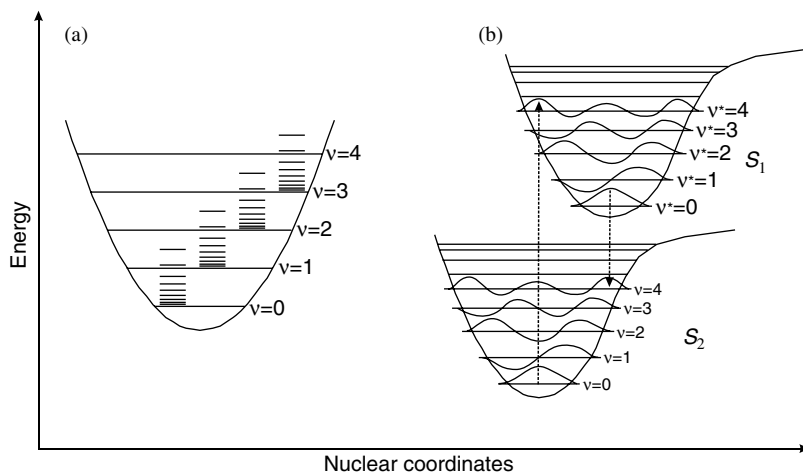 (a)
(b)
Energy
ν=4
ν=3
ν=2
ν=1
ν=0
ν*=4
ν*=3
ν*=2
ν*=1
ν*=0
S1
ν=4
ν=3
ν=2
ν=1
ν=0
S2
Nuclear coordinates